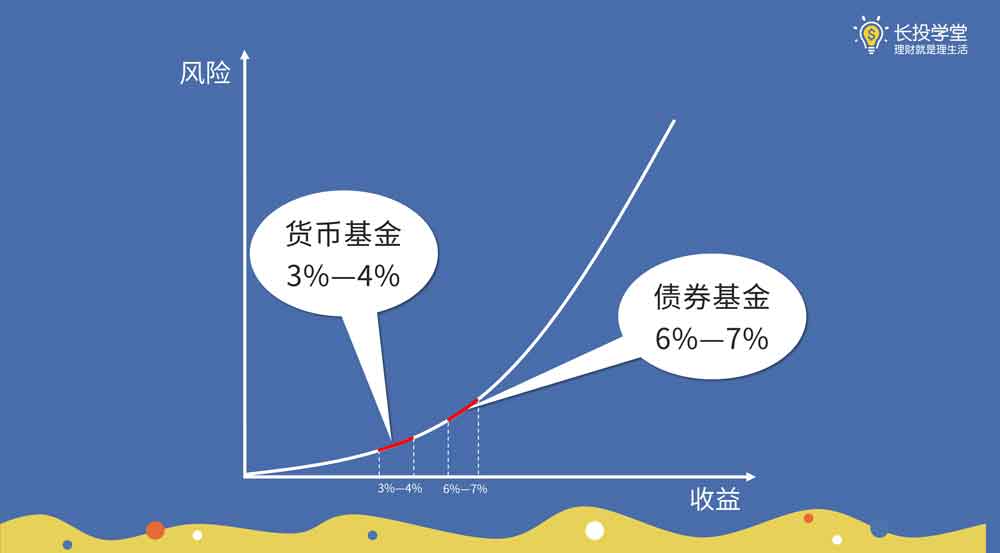 长投学堂
理财就是理生活
风险
货币基金
3%—4%
债券基金
6%—7%
3%—4%
6%—7%
收益